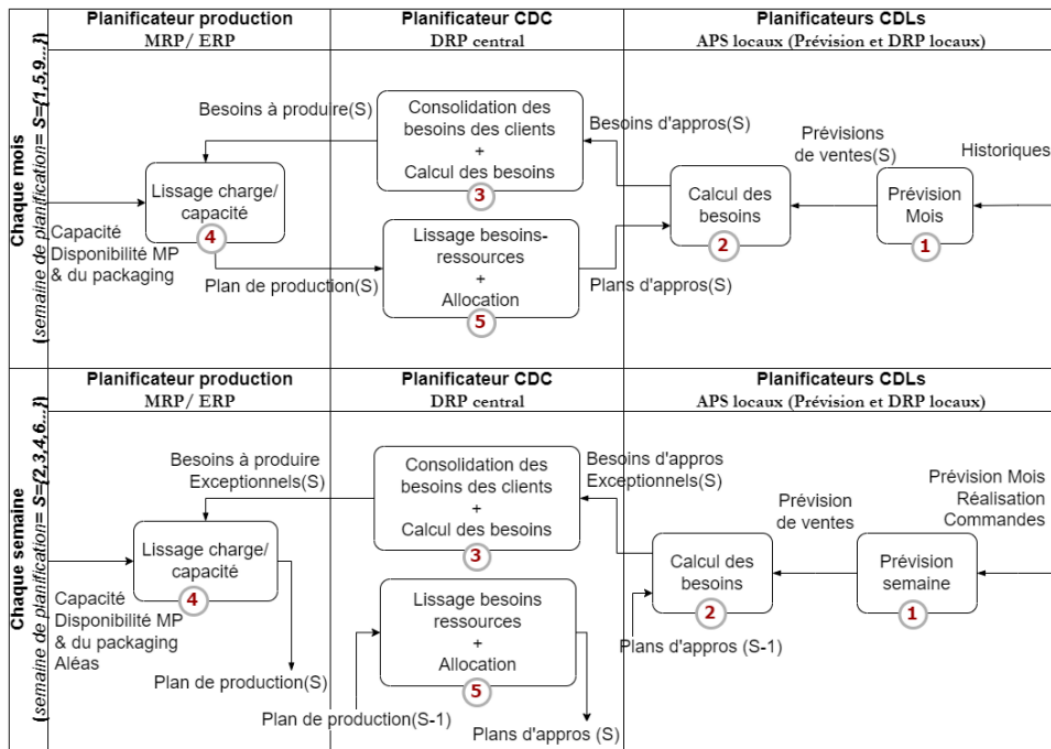 Planificateur production
MRP/ ERP
Planificateur CDC
DRP central
Planificateurs CDLs
APS locaux (Prévision et DRP locaux)
Chaque mois
(semaine de planification= S={1,5,9...})
Besoins à produire(S)
Consolidation des
besoins des clients
+
Calcul des besoins
3
Besoins d'appros(S)
Prévisions
de ventes(S)
Historiques
Lissage charge/
capacité
4
Calcul des
besoins
2
Prévision
Mois
1
Capacité
Disponibilité MP
& du packaging
Plan de production(S)
Lissage besoins-
ressources
+
Allocation
5
Plans d'appros(S)
Planificateur production
MRP/ ERP
Planificateur CDC
DRP central
Planificateurs CDLs
APS locaux (Prévision et DRP locaux)
Chaque semaine
(semaine de planification= S={2,3,4,6...})
Besoins à produire
Exceptionnels(S)
Consolidation des
besoins des clients
+
Calcul des besoins
3
Besoins d'appros
Exceptionnels(S)
Prévision
de ventes
Prévision Mois
Réalisation
Commandes
Lissage charge/
capacité
4
Calcul des
besoins
2
Prévision
semaine
1
Capacité
Disponibilité MP
& du packaging
Aléas
Plan de production(S)
Lissage besoins
ressources
+
Allocation
5
Plan de production(S-1)
Plans d'appros (S)
Plans d'appros (S-1)